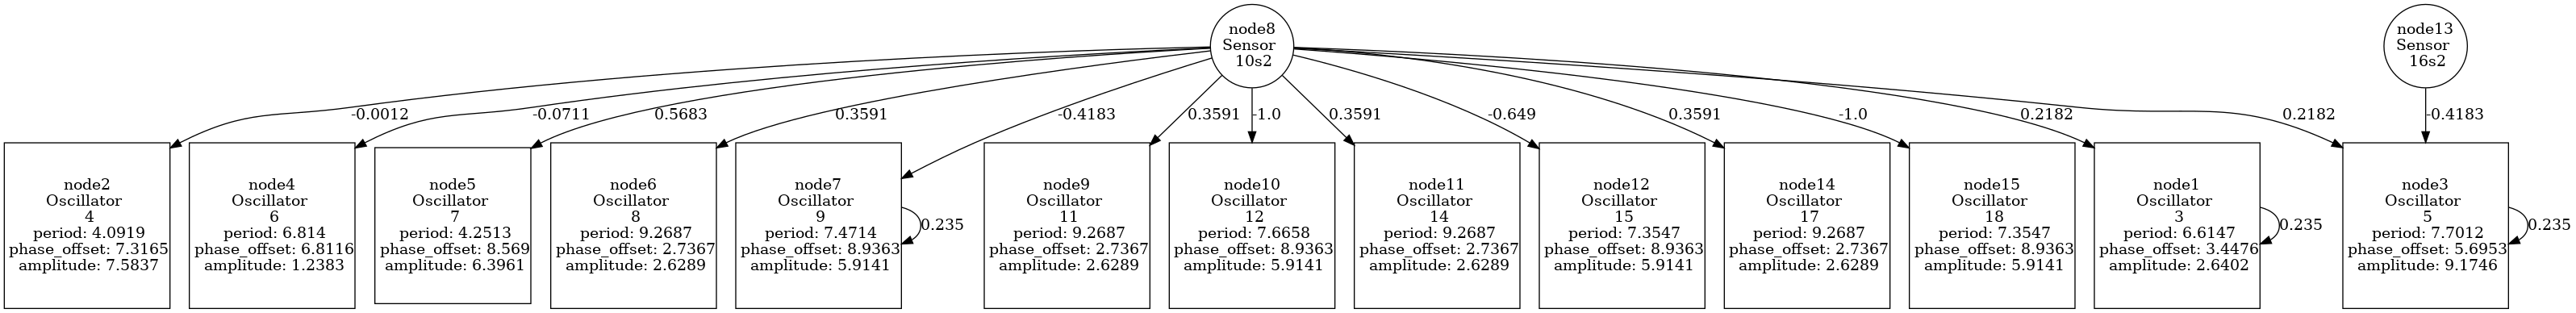 node8
Sensor
10s2
node13
Sensor
16s2
-0.0012
-0.0711
0.5683
0.3591
-0.4183
0.3591
-1.0
0.3591
-0.649
0.3591
-1.0
0.2182
0.2182
-0.4183
node2
Oscillator
4
period: 4.0919
phase_offset: 7.3165
amplitude: 7.5837
node4
Oscillator
6
period: 6.814
phase_offset: 6.8116
amplitude: 1.2383
node5
Oscillator
7
period: 4.2513
phase_offset: 8.569
amplitude: 6.3961
node6
Oscillator
8
period: 9.2687
phase_offset: 2.7367
amplitude: 2.6289
node7
Oscillator
9
period: 7.4714
phase_offset: 8.9363
amplitude: 5.9141
0.235
node9
Oscillator
11
period: 9.2687
phase_offset: 2.7367
amplitude: 2.6289
node10
Oscillator
12
period: 7.6658
phase_offset: 8.9363
amplitude: 5.9141
node11
Oscillator
14
period: 9.2687
phase_offset: 2.7367
amplitude: 2.6289
node12
Oscillator
15
period: 7.3547
phase_offset: 8.9363
amplitude: 5.9141
node14
Oscillator
17
period: 9.2687
phase_offset: 2.7367
amplitude: 2.6289
node15
Oscillator
18
period: 7.3547
phase_offset: 8.9363
amplitude: 5.9141
node1
Oscillator
3
period: 6.6147
phase_offset: 3.4476
amplitude: 2.6402
0.235
node3
Oscillator
5
period: 7.7012
phase_offset: 5.6953
amplitude: 9.1746
0.235